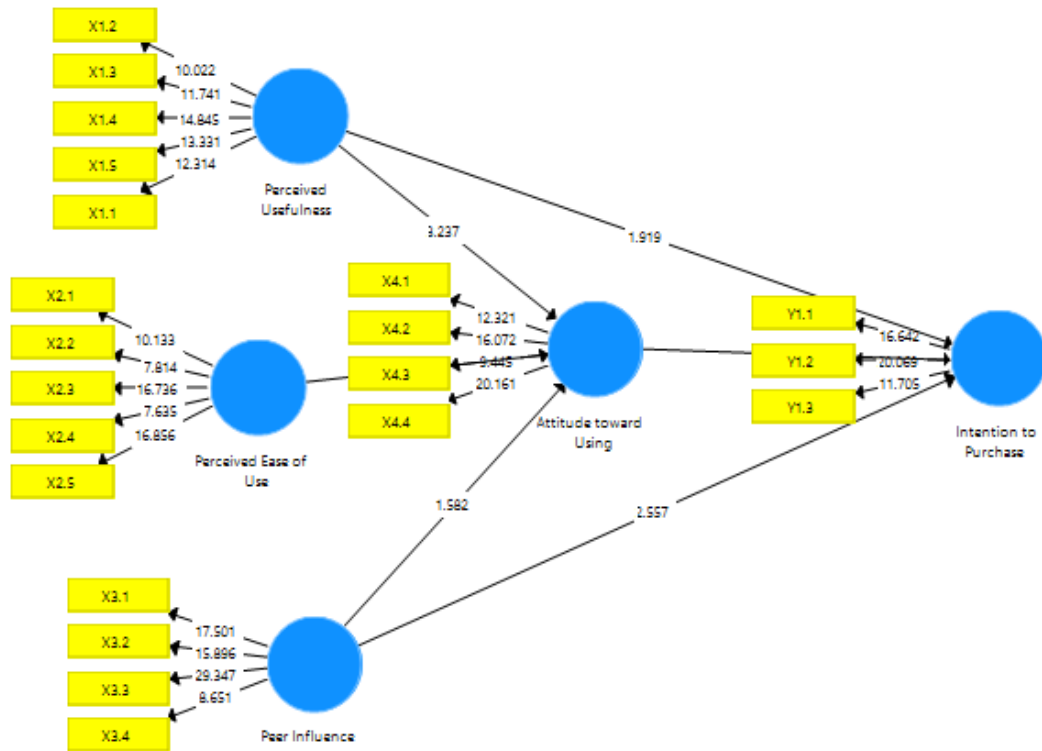 X1.2
X1.3
X1.4
X1.5
X1.1
10.022
11.741
14.845
13.331
12.314
Perceived
Usefulness
3.237
1.919
X2.1
X2.2
X2.3
X2.4
X2.5
10.133
7.814
16.736
7.635
16.856
Perceived Ease of
Use
X4.1
X4.2
X4.3
X4.4
12.321
16.072
9.445
20.161
Attitude toward
Using
Y1.1
Y1.2
Y1.3
16.642
20.069
11.705
Intention to
Purchase
1.582
2.557
X3.1
X3.2
X3.3
X3.4
17.501
15.896
29.347
8.651
Peer Influence